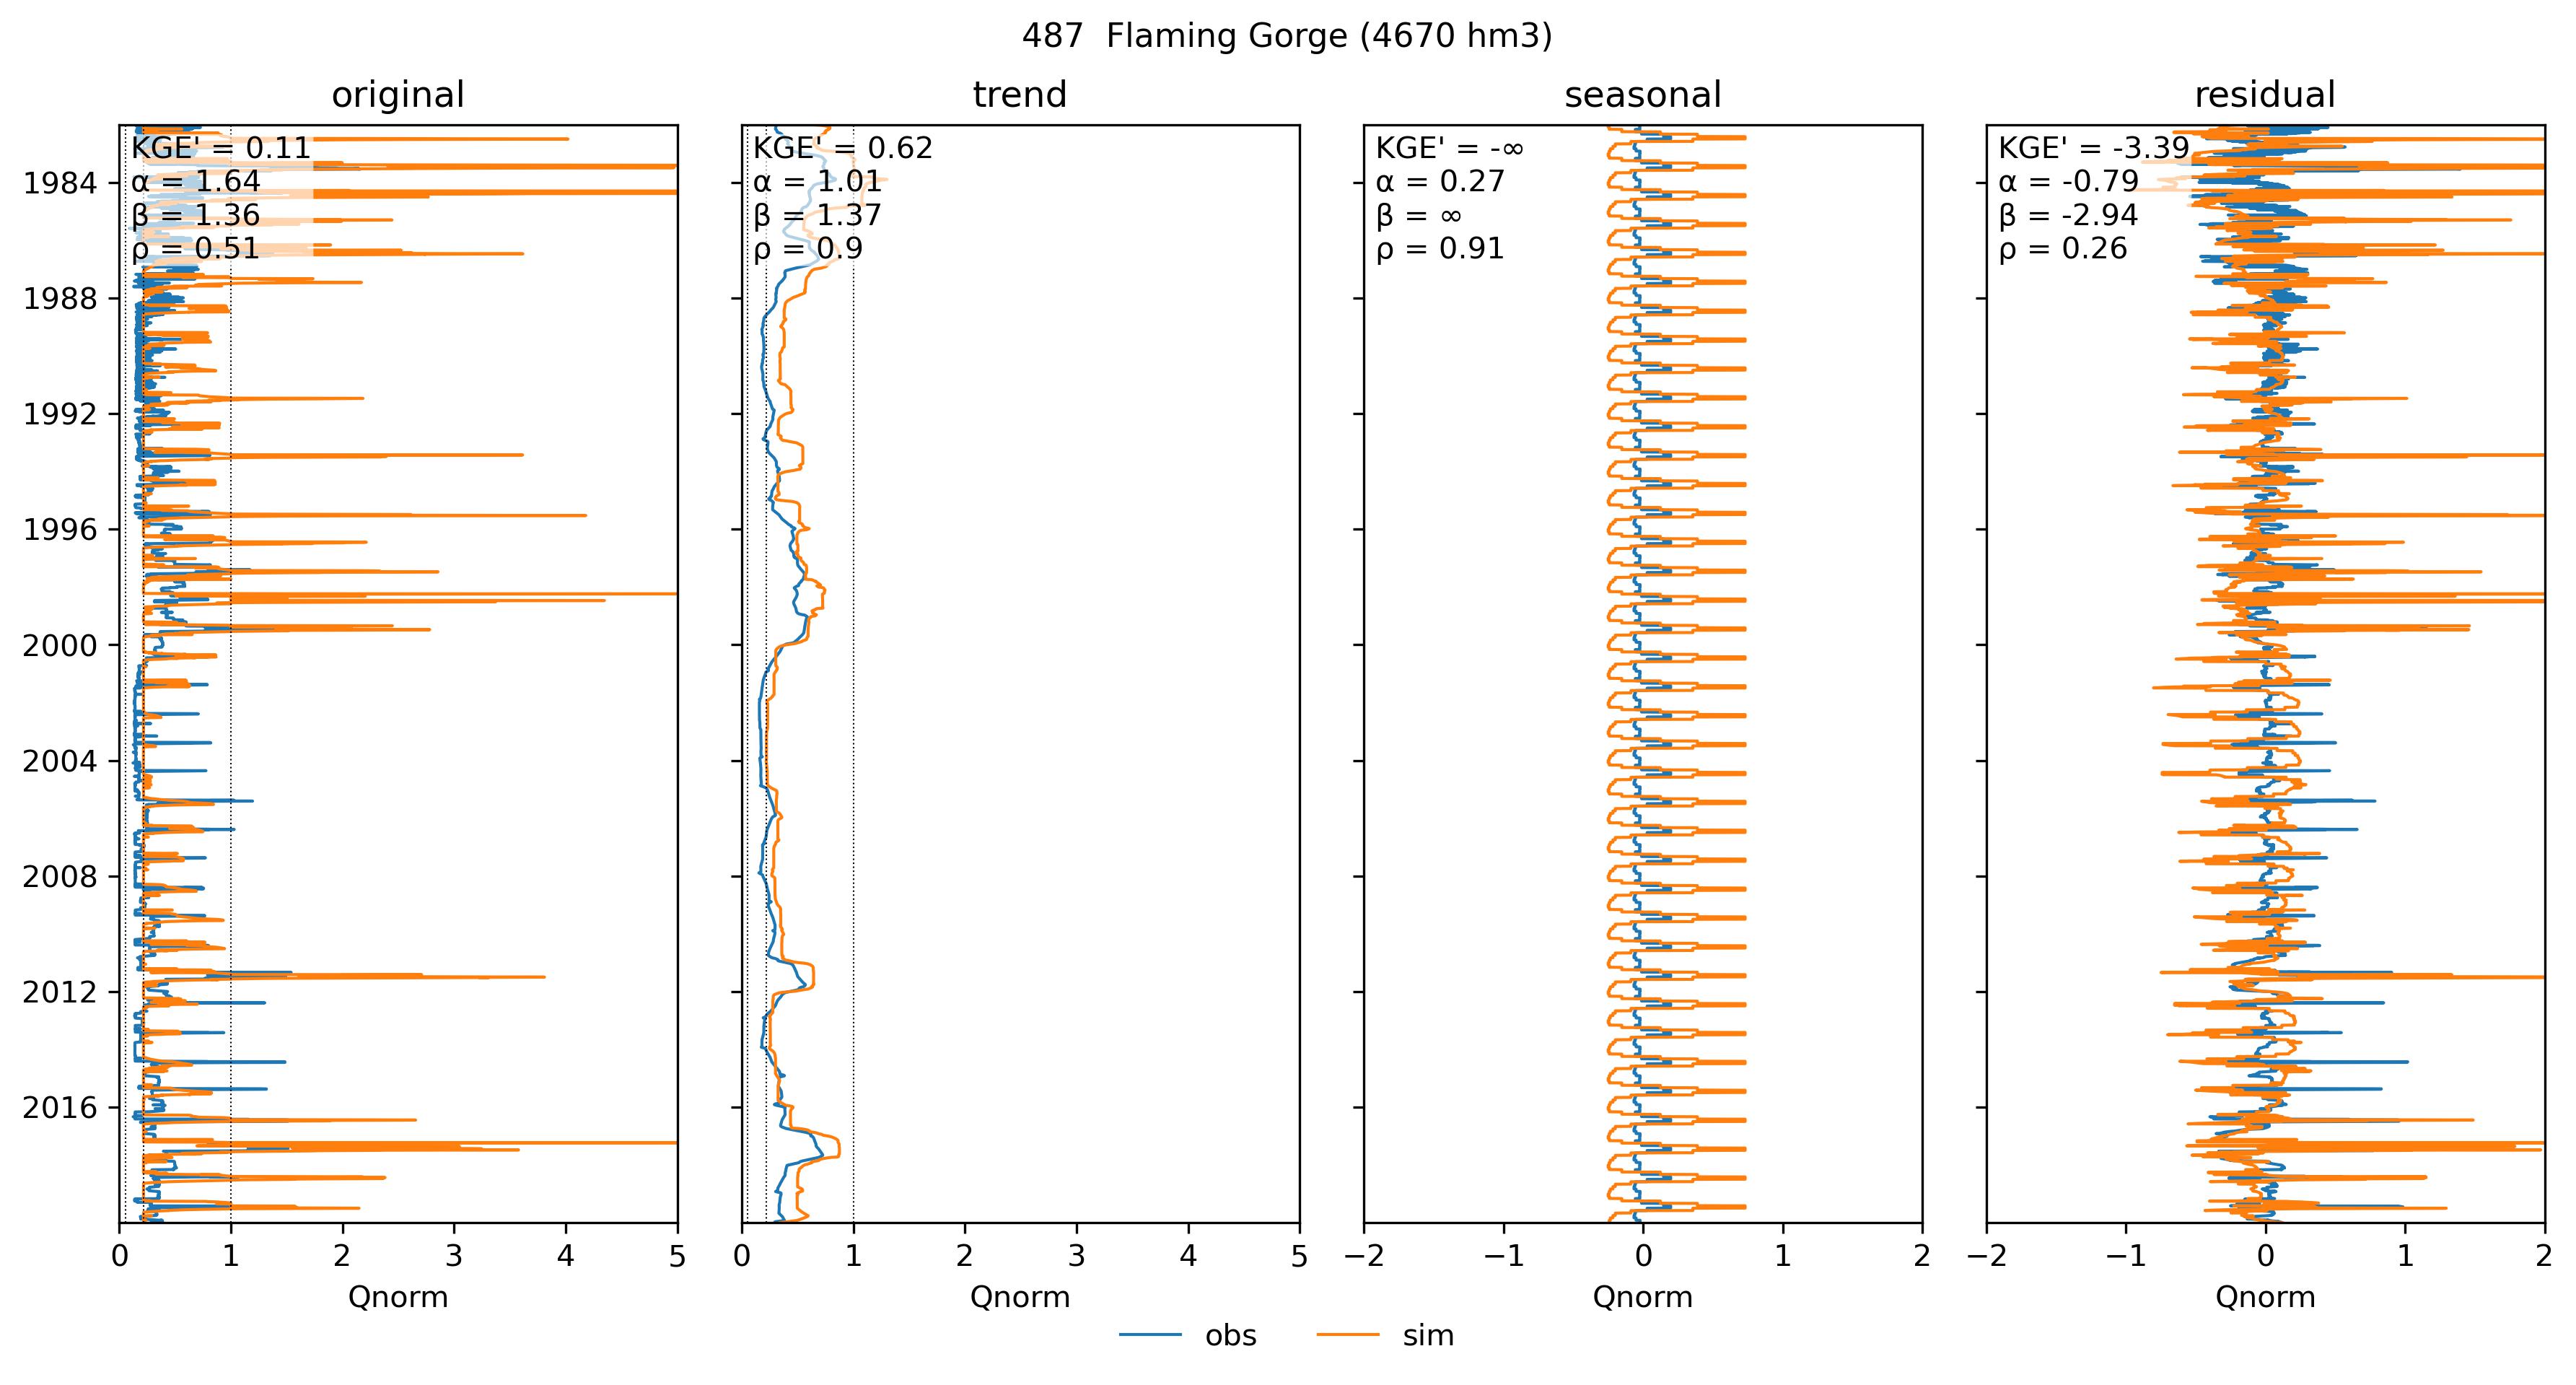 487  Flaming Gorge (4670 hm3)
original
trend
seasonal
residual
KGE' = 0.11
α = 1.64
β = 1.36
ρ = 0.51
KGE' = 0.62
α = 1.01
β = 1.37
ρ = 0.9
KGE' = -∞
α = 0.27
β = ∞
ρ = 0.91
KGE' = -3.39
α = -0.79
β = -2.94
ρ = 0.26
1984
1988
1992
1996
2000
2004
2008
2012
2016
0 1 2 3 4 5
0 1 2 3 4 5
−2 −1 0 1 2
−2 −1 0 1 2
Qnorm
Qnorm
Qnorm
Qnorm
obs
sim